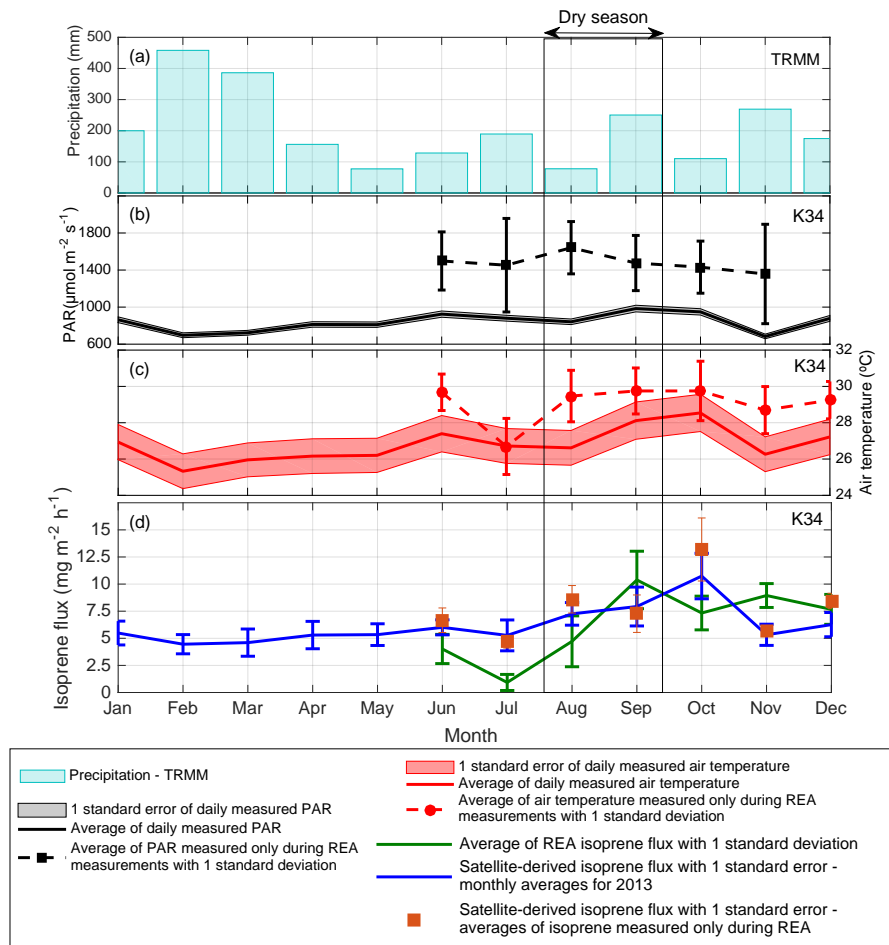 Dry season
(a)
TRMM
Precipitation (mm)
500
400
300
200
100
0
(b)
K34
PAR(µmol m-2 s-1)
1800
1400
1000
600
(c)
K34
Air temperature (ºC)
32
30
28
26
24
(d)
K34
Isoprene flux (mg m-2 h-1)
15
12.5
10
7.5
5
2.5
0
Jan Feb Mar Apr May Jun Jul Aug Sep Oct Nov Dec
Month
Precipitation - TRMM
1 standard error of daily measured PAR
Average of daily measured PAR
Average of PAR measured only during REA
measurements with 1 standard deviation
1 standard error of daily measured air temperature
Average of daily measured air temperature
Average of air temperature measured only during REA
measurements with 1 standard deviation
Average of REA isoprene flux with 1 standard deviation
Satellite-derived isoprene flux with 1 standard error -
monthly averages for 2013
Satellite-derived isoprene flux with 1 standard error -
averages of isoprene measured only during REA